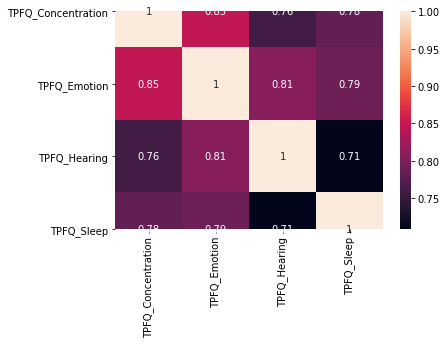 TPFQ_Concentration 1 0.85 0.76 0.78 1.00
0.95
TPFQ_Emotion 0.85 1 0.81 0.79 0.90
0.85
TPFQ_Hearing 0.76 0.81 1 0.71 0.80
0.75
TPFQ_Sleep 0.78 0.79 0.71 1
TPFQ_Concentration
TPFQ_Emotion
TPFQ_Hearing
TPFQ_Sleep